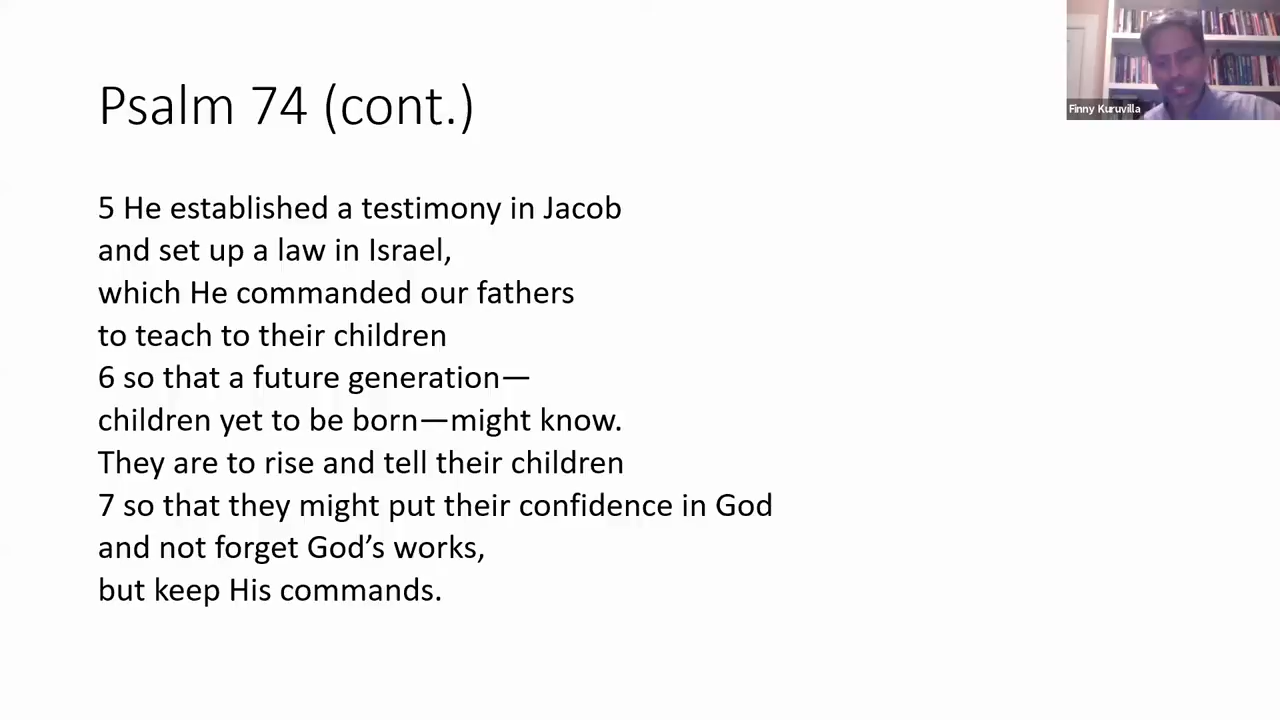 Psalm 74 (cont.)
Finny Kuruvilla
5 He established a testimony in Jacob
and set up a law in Israel,
which He commanded our fathers
to teach to their children
6 so that a future generation—
children yet to be born—might know.
They are to rise and tell their children
7 so that they might put their confidence in God
and not forget God’s works,
but keep His commands.